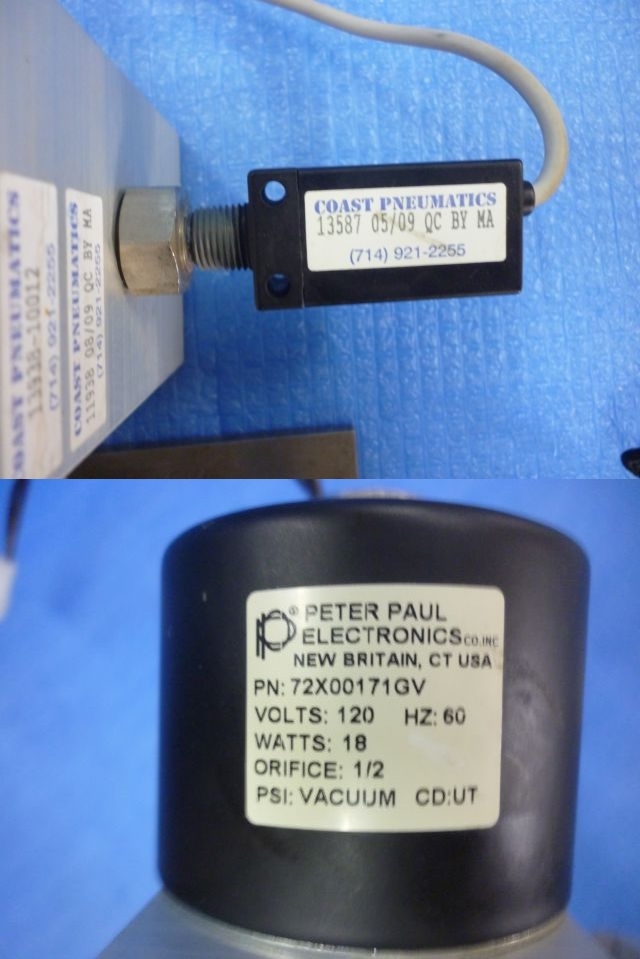 COAST PNEUMATICS
13587 05/09 QC BY MA
(714) 921-2255
COAST PNEUMATICS
11938 08/09 QC BY MA
(714) 921-2255
COAST PNEUMATICS
13938-10012
(714) 921-2255
PETER PAUL
ELECTRONICS CO.INC
NEW BRITAIN, CT USA
PN: 72X00171GV
VOLTS: 120 HZ: 60
WATTS: 18
ORIFICE: 1/2
PSI: VACUUM CD:UT